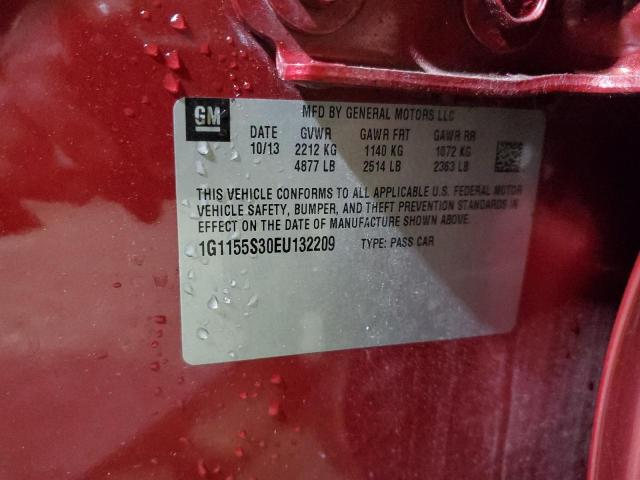 GM
MFD BY GENERAL MOTORS LLC
DATE GVWR GAWR FRT GAWR RR
10/13 2212 KG 1140 KG 1072 KG
4877 LB 2514 LB 2363 LB
THIS VEHICLE CONFORMS TO ALL APPLICABLE U.S. FEDERAL MOTOR
VEHICLE SAFETY, BUMPER, AND THEFT PREVENTION STANDARDS IN
EFFECT ON THE DATE OF MANUFACTURE SHOWN ABOVE.
1G1155S30EU132209 TYPE: PASS CAR